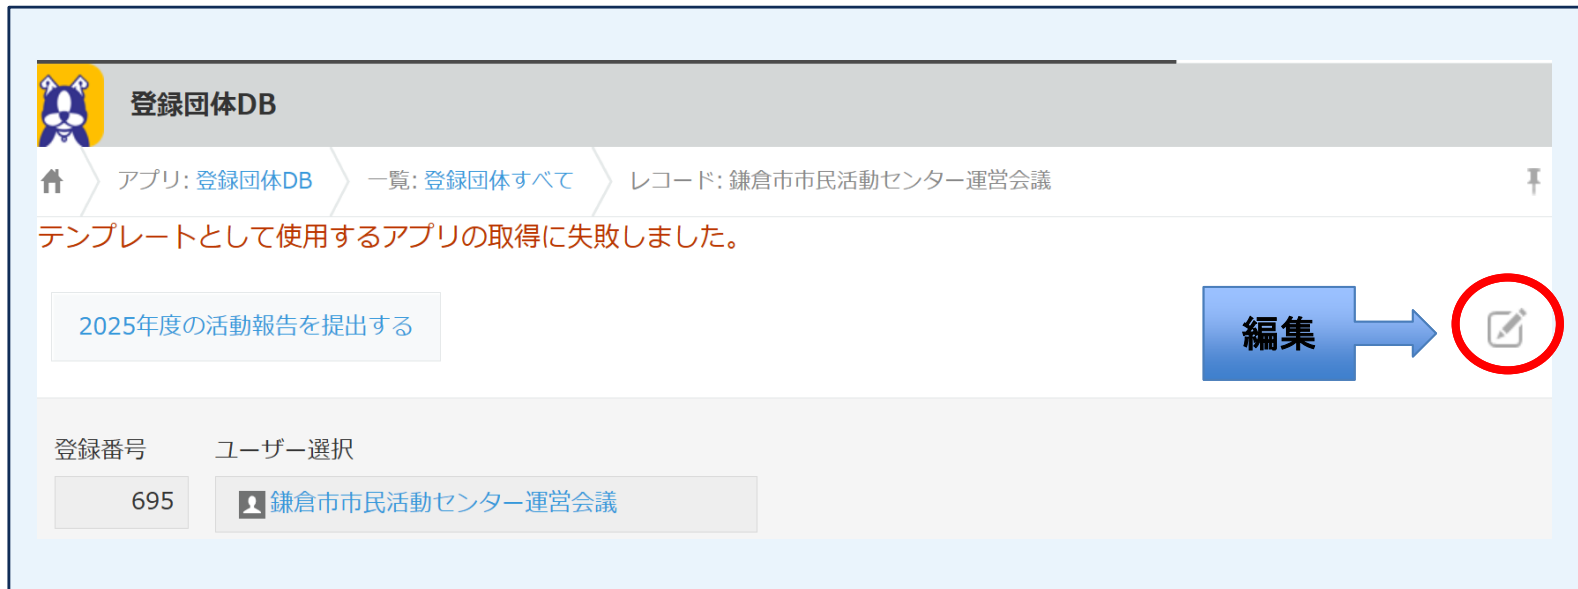 登録団体DB
アプリ: 登録団体DB 一覧: 登録団体すべて レコード: 鎌倉市市民活動センター運営会議
テンプレートとして使用するアプリの取得に失敗しました。
2025年度の活動報告を提出する
編集
登録番号 ユーザー選択
695 鎌倉市市民活動センター運営会議